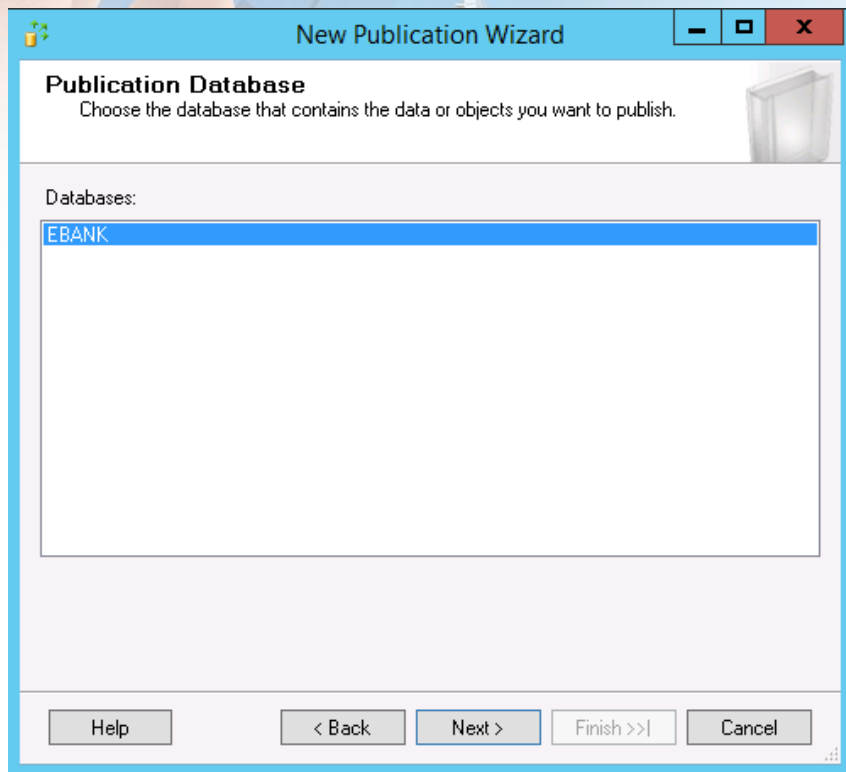 New Publication Wizard
Publication Database
Choose the database that contains the data or objects you want to publish.
Databases:
EBANK
Help
< Back
Next >
Finish >>|
Cancel